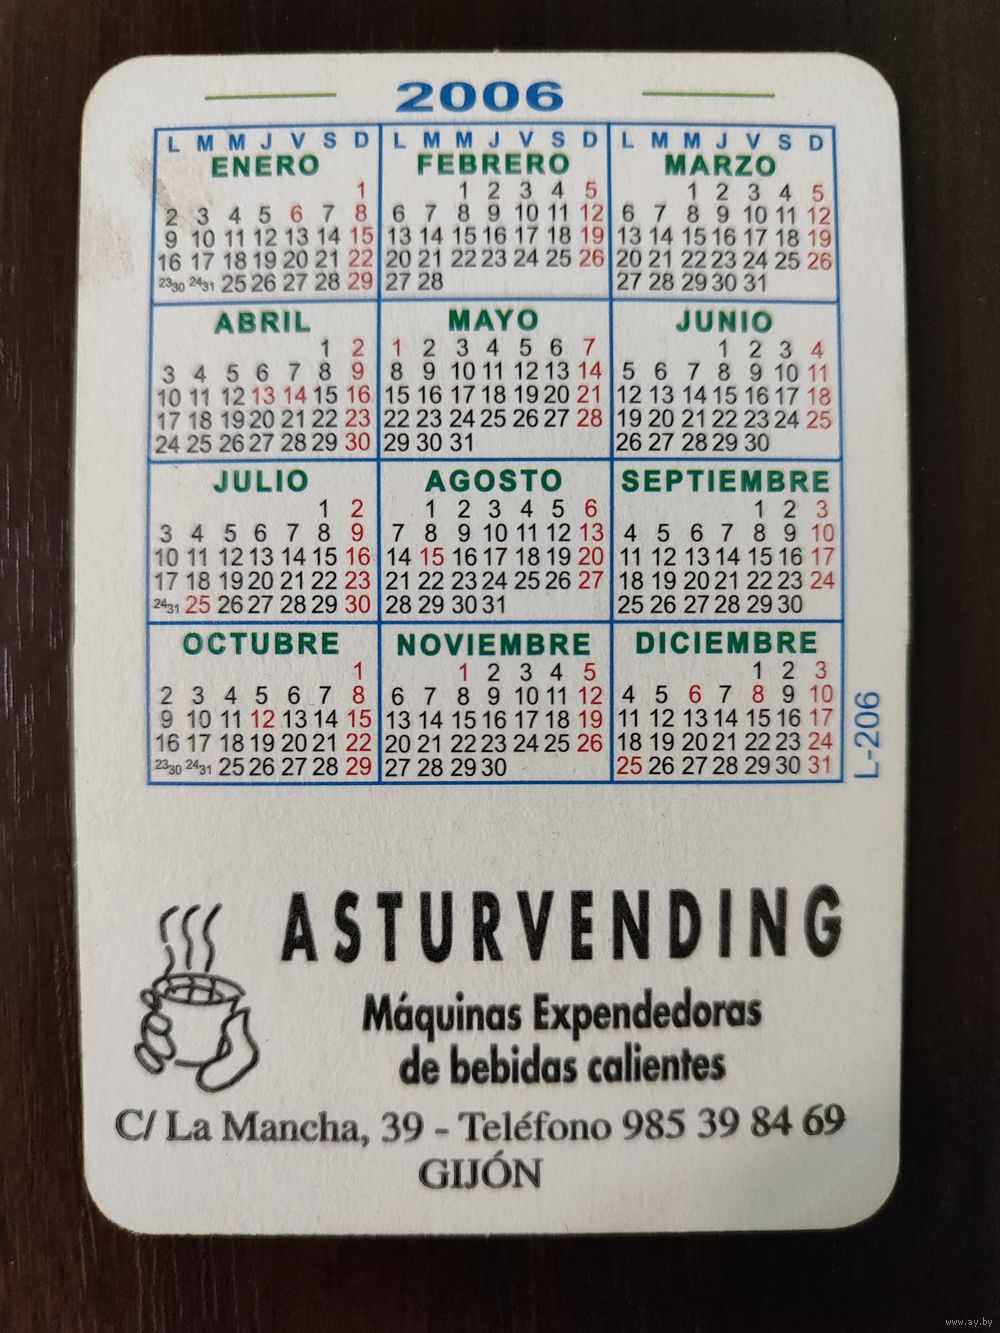 2006
L M M J V S D
ENERO
1
2 3 4 5 6 7 8
9 10 11 12 13 14 15
16 17 18 19 20 21 22
23 30 24 31 25 26 27 28 29
L M M J V S D
FEBRERO
1 2 3 4 5
6 7 8 9 10 11 12
13 14 15 16 17 18 19
20 21 22 23 24 25 26
27 28
L M M J V S D
MARZO
1 2 3 4 5
6 7 8 9 10 11 12
13 14 15 16 17 18 19
20 21 22 23 24 25 26
27 28 29 30 31
ABRIL
1 2
3 4 5 6 7 8 9
10 11 12 13 14 15 16
17 18 19 20 21 22 23
24 25 26 27 28 29 30
MAYO
1 2 3 4 5 6 7
8 9 10 11 12 13 14
15 16 17 18 19 20 21
22 23 24 25 26 27 28
29 30 31
JUNIO
1 2 3 4
5 6 7 8 9 10 11
12 13 14 15 16 17 18
19 20 21 22 23 24 25
26 27 28 29 30
JULIO
1 2
3 4 5 6 7 8 9
10 11 12 13 14 15 16
17 18 19 20 21 22 23
24 31 25 26 27 28 29 30
AGOSTO
1 2 3 4 5 6
7 8 9 10 11 12 13
14 15 16 17 18 19 20
21 22 23 24 25 26 27
28 29 30 31
SEPTIEMBRE
1 2 3
4 5 6 7 8 9 10
11 12 13 14 15 16 17
18 19 20 21 22 23 24
25 26 27 28 29 30
OCTUBRE
1
2 3 4 5 6 7 8
9 10 11 12 13 14 15
16 17 18 19 20 21 22
23 30 24 31 25 26 27 28 29
NOVIEMBRE
1 2 3 4 5
6 7 8 9 10 11 12
13 14 15 16 17 18 19
20 21 22 23 24 25 26
27 28 29 30
DICIEMBRE
1 2 3
4 5 6 7 8 9 10
11 12 13 14 15 16 17
18 19 20 21 22 23 24
25 26 27 28 29 30 31
L-206
ASTURVENDING
Máquinas Expendedoras
de bebidas calientes
C/ La Mancha, 39 - Teléfono 985 39 84 69
GIJÓN
www.ay.by